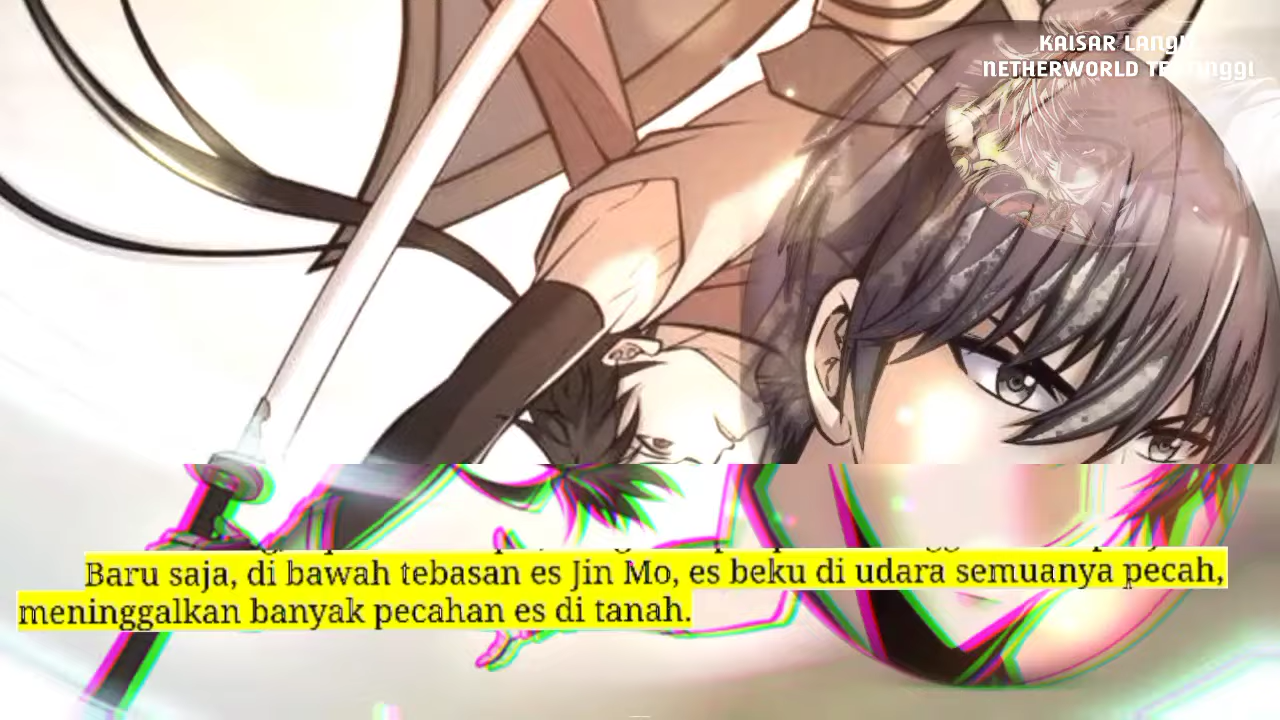 KAISAR LANGI
NETHERWORLD TERTINGGI
Baru saja, di bawah tebasan es Jin Mo, es beku di udara semuanya pecah,
meninggalkan banyak pecahan es di tanah.